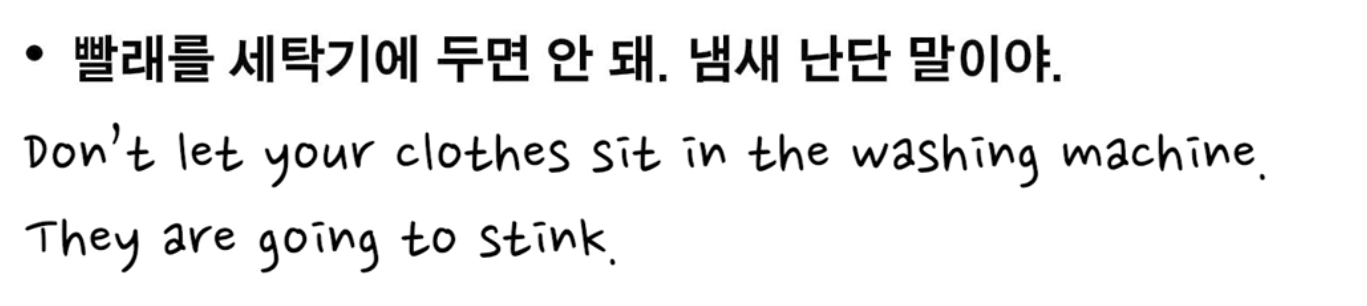 • 빨래를 세탁기에 두면 안 돼. 냄새 난단 말이야.
Don't let your clothes sit in the washing machine.
They are going to stink.